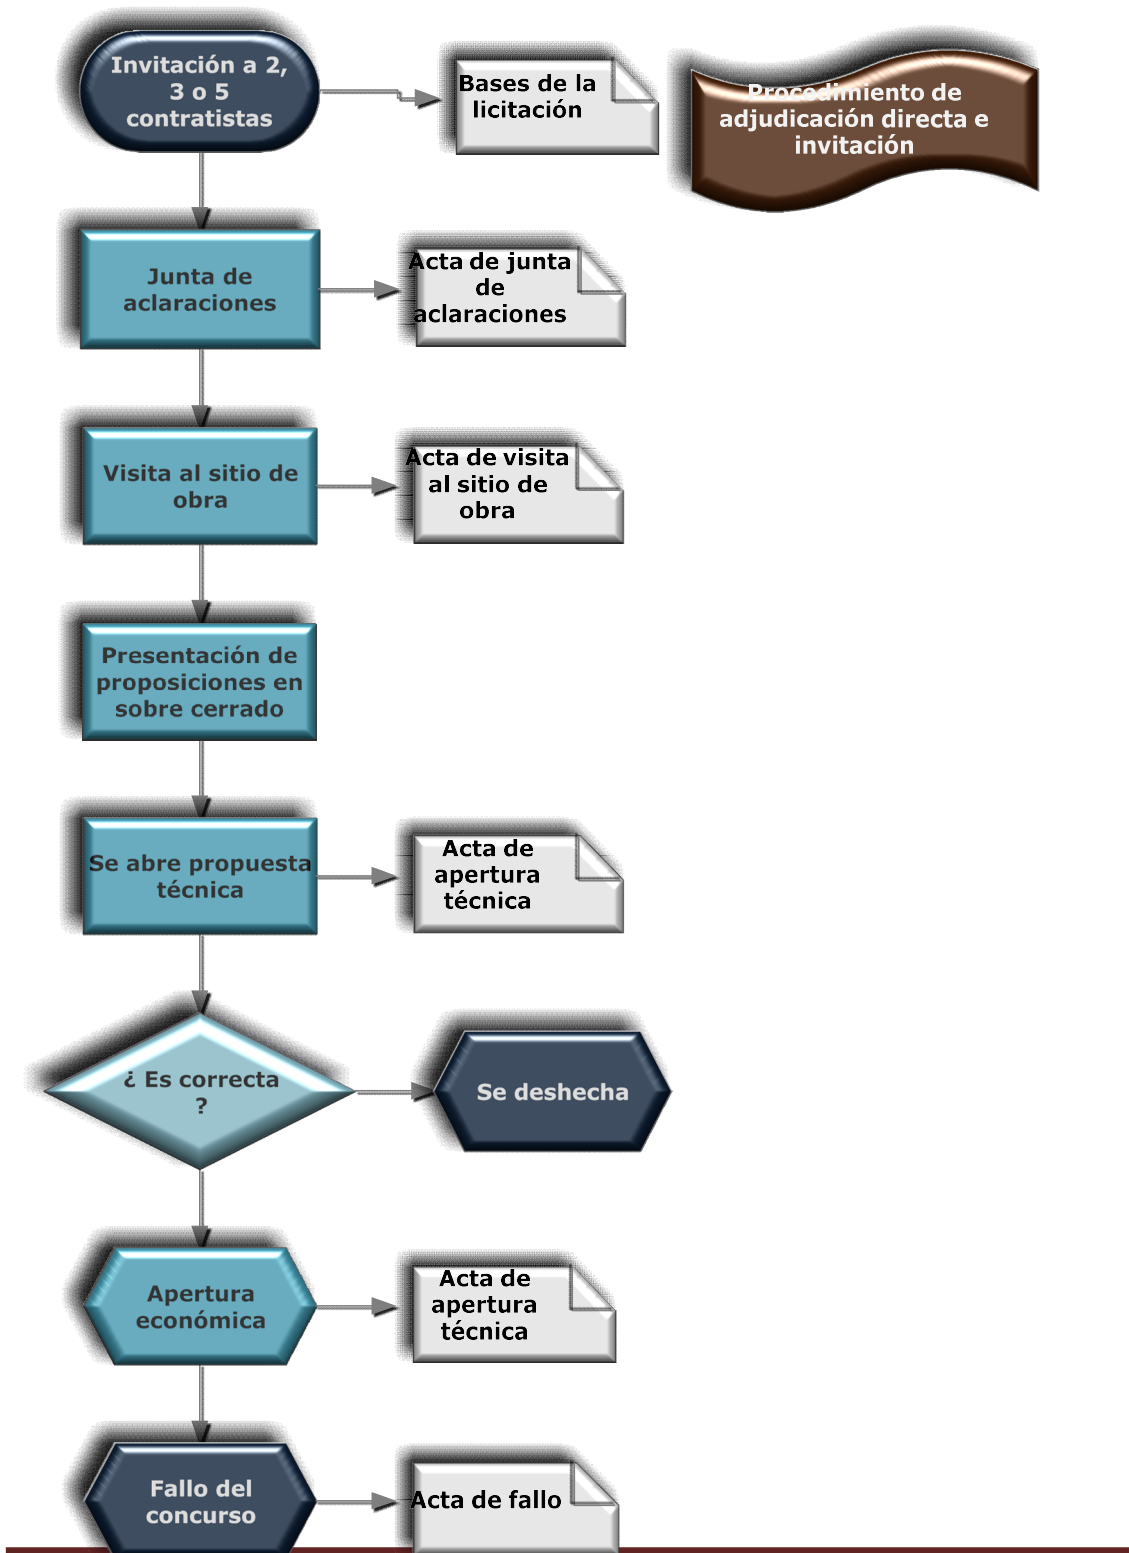 Invitación a 2,
3 o 5
contratistas
Bases de la
licitación
Procedimiento de
adjudicación directa e
invitación
Junta de
aclaraciones
Acta de junta
de
aclaraciones
Visita al sitio de
obra
Acta de visita
al sitio de
obra
Presentación de
proposiciones en
sobre cerrado
Se abre propuesta
técnica
Acta de
apertura
técnica
¿ Es correcta
?
Se deshecha
Apertura
económica
Acta de
apertura
técnica
Fallo del
concurso
Acta de fallo